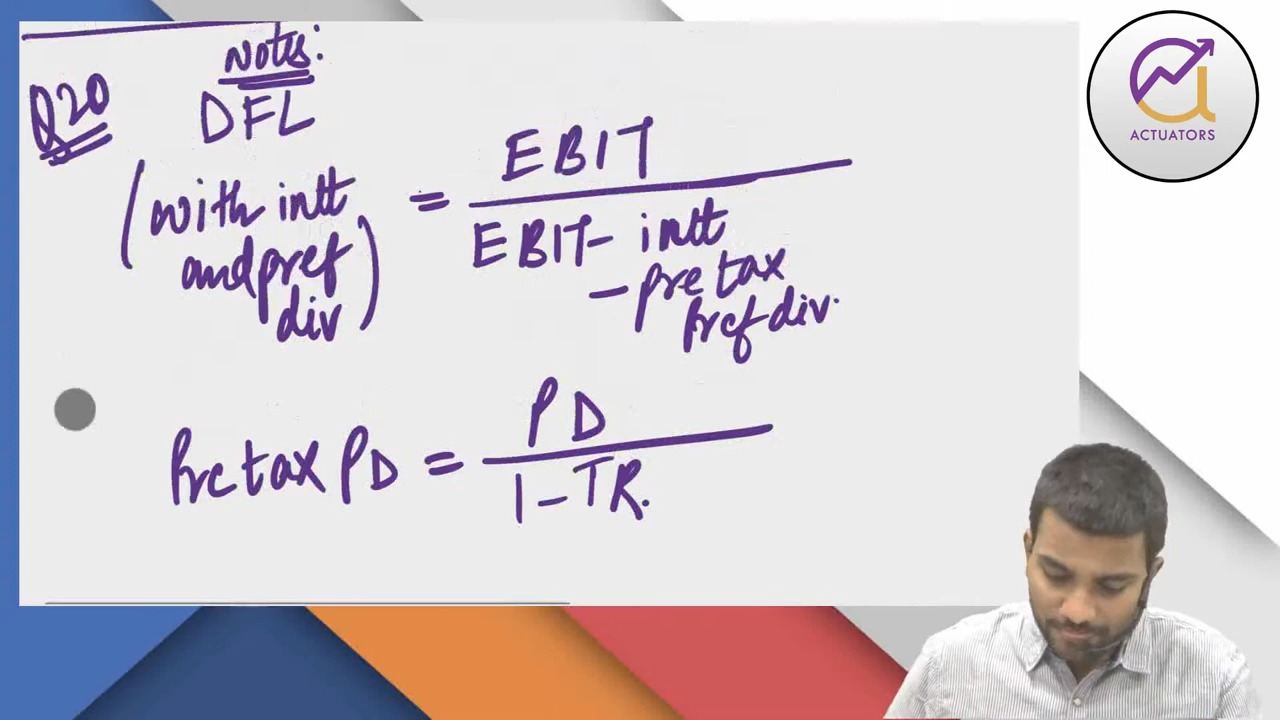 Notes:
Q20
DFL
(with intt
and pref
div)
= EBIT
EBIT - intt
- pre tax
Pref div.
Pre tax PD = PD
1 - TR.
ACTUATORS